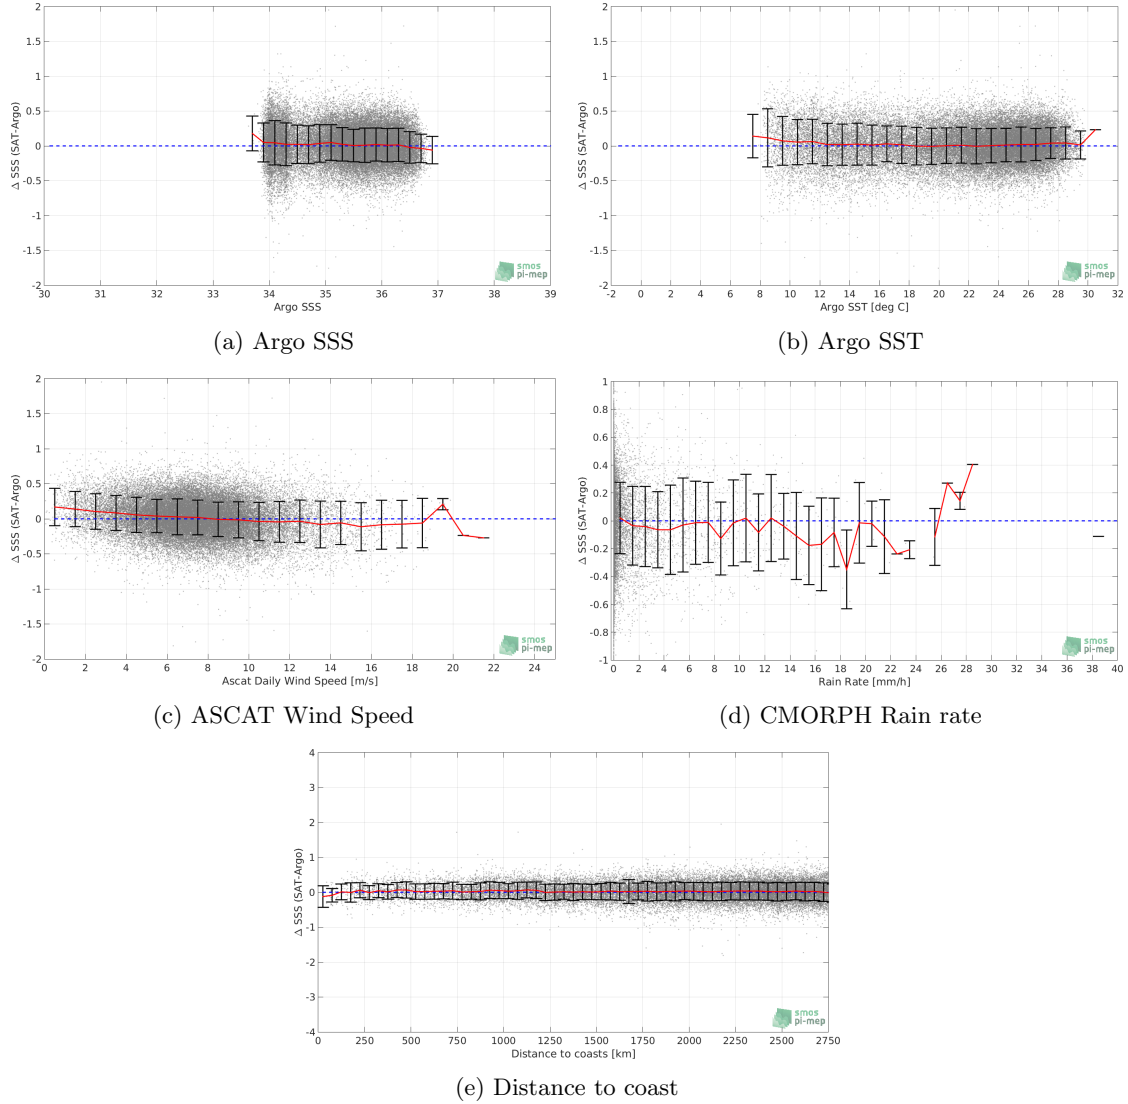 2
1.5
1
0.5
0
-0.5
-1
-1.5
-2
Δ SSS (SAT-Argo)
30 31 32 33 34 35 36 37 38 39
Argo SSS
smos
pi-mep
(a) Argo SSS
2
1.5
1
0.5
0
-0.5
-1
-1.5
-2
Δ SSS (SAT-Argo)
-2 0 2 4 6 8 10 12 14 16 18 20 22 24 26 28 30 32
Argo SST [deg C]
smos
pi-mep
(b) Argo SST
2
1.5
1
0.5
0
-0.5
-1
-1.5
-2
Δ SSS (SAT-Argo)
0 2 4 6 8 10 12 14 16 18 20 22 24
Ascat Daily Wind Speed [m/s]
smos
pi-mep
(c) ASCAT Wind Speed
1
0.8
0.6
0.4
0.2
0
-0.2
-0.4
-0.6
-0.8
-1
Δ SSS (SAT-Argo)
0 2 4 6 8 10 12 14 16 18 20 22 24 26 28 30 32 34 36 38 40
Rain Rate [mm/h]
smos
pi-mep
(d) CMORPH Rain rate
4
3
2
1
0
-1
-2
-3
-4
Δ SSS (SAT-Argo)
0 250 500 750 1000 1250 1500 1750 2000 2250 2500 2750
Distance to coasts [km]
smos
pi-mep
(e) Distance to coast